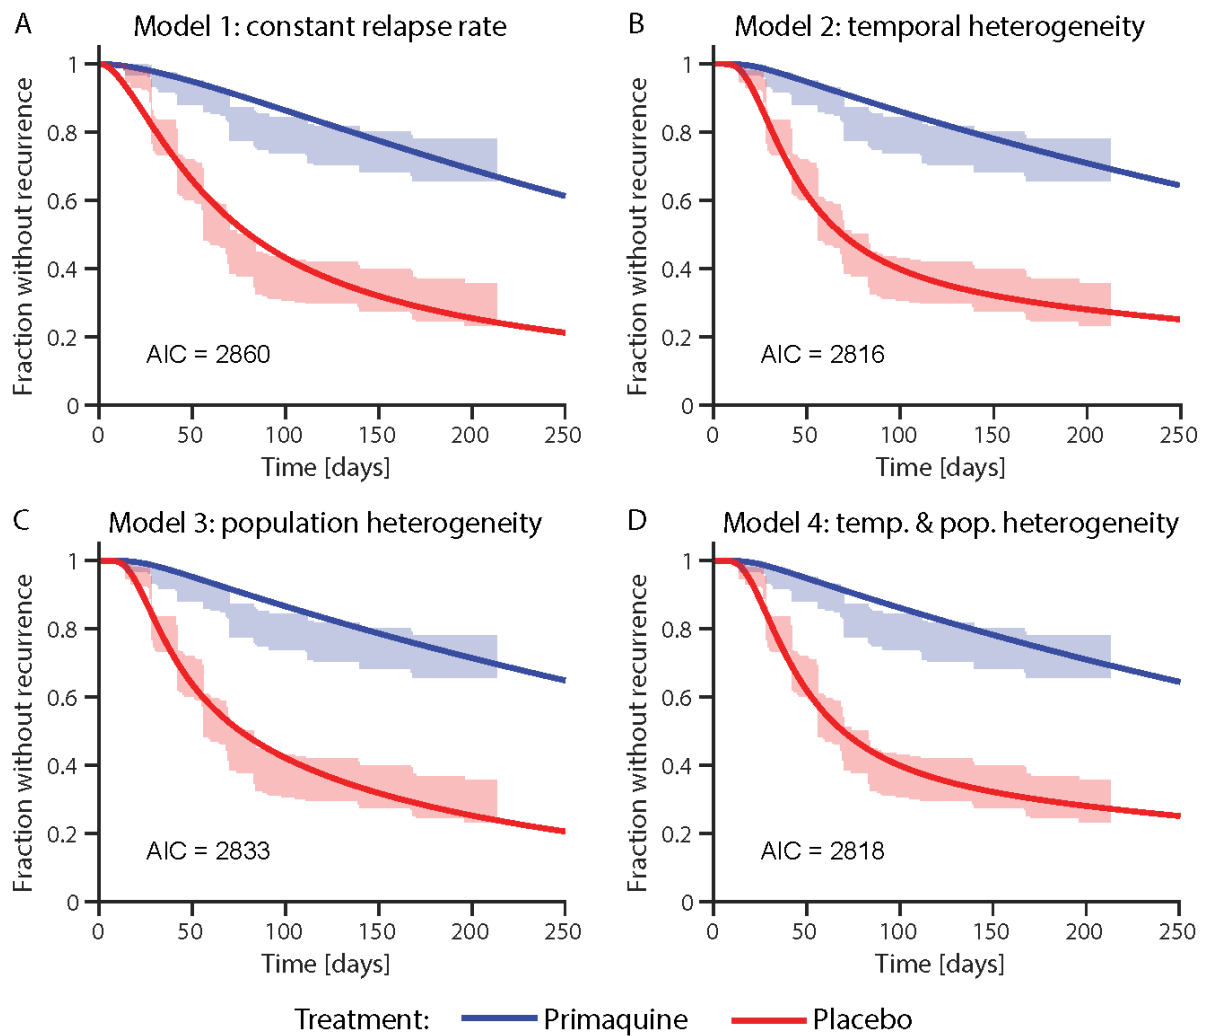 A
Model 1: constant relapse rate
Fraction without recurrence
1
0.8
0.6
0.4
0.2
0
AIC = 2860
0 50 100 150 200 250
Time [days]
B
Model 2: temporal heterogeneity
Fraction without recurrence
1
0.8
0.6
0.4
0.2
0
AIC = 2816
0 50 100 150 200 250
Time [days]
C
Model 3: population heterogeneity
Fraction without recurrence
1
0.8
0.6
0.4
0.2
0
AIC = 2833
0 50 100 150 200 250
Time [days]
D
Model 4: temp. & pop. heterogeneity
Fraction without recurrence
1
0.8
0.6
0.4
0.2
0
AIC = 2818
0 50 100 150 200 250
Time [days]
Treatment: Primaquine Placebo